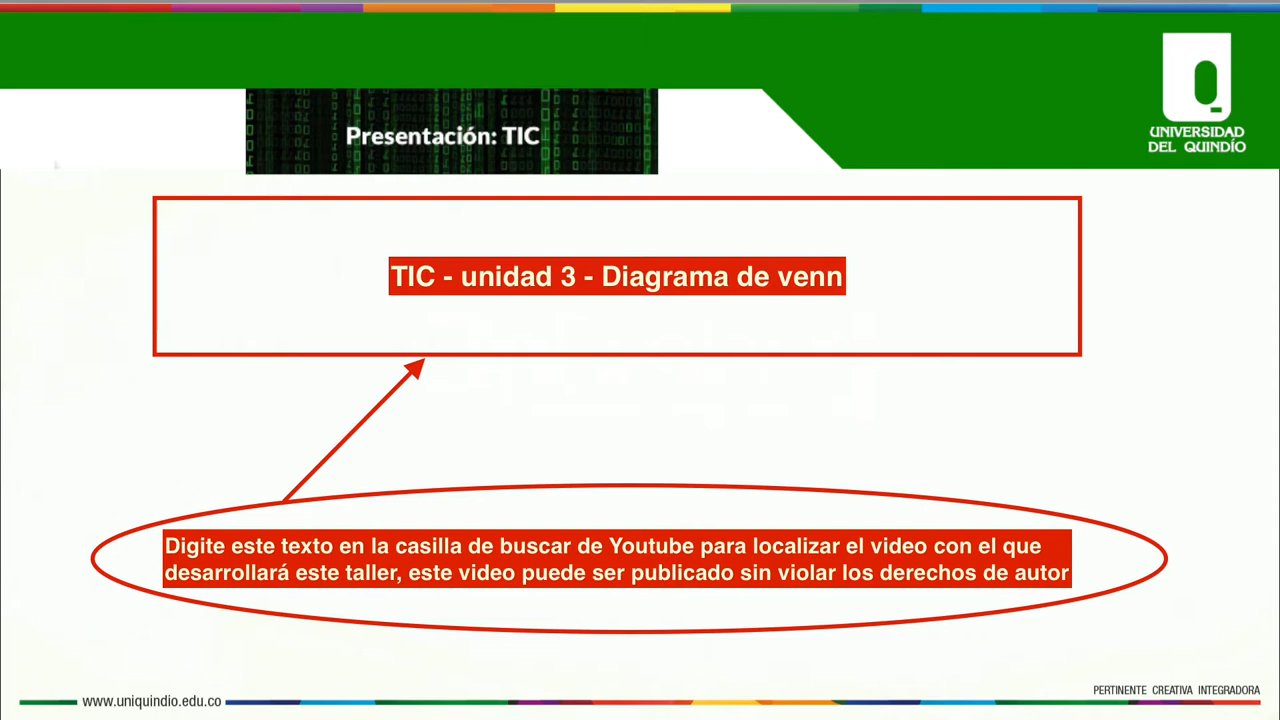 UNIVERSIDAD
DEL QUINDÍO
Presentación: TIC
TIC - unidad 3 - Diagrama de venn
Digite este texto en la casilla de buscar de Youtube para localizar el video con el que
desarrollará este taller, este video puede ser publicado sin violar los derechos de autor
PERTINENTE CREATIVA INTEGRADORA
www.uniquindio.edu.co